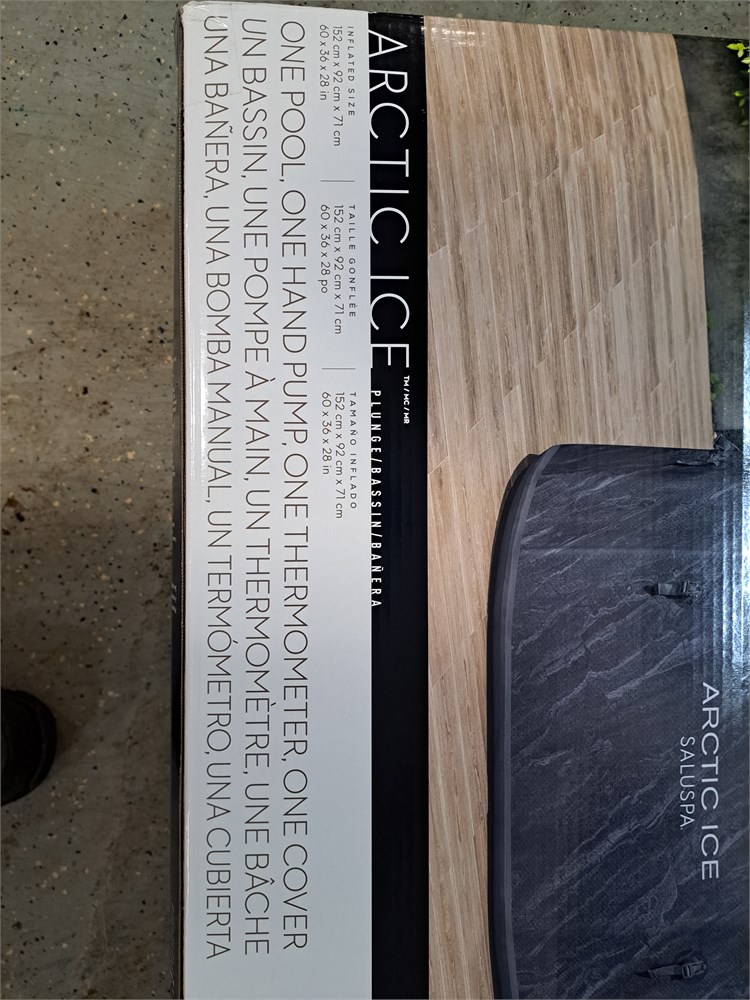 ARCTIC ICE
SALUSPA
ARCTIC ICE TM / MC / MR PLUNGE/BASSIN/BAÑERA
INFLATED SIZE
152 cm x 92 cm x 71 cm
60 x 36 x 28 in
TAILLE GONFLÉE
152 cm x 92 cm x 71 cm
60 x 36 x 28 po
TAMAÑO INFLADO
152 cm x 92 cm x 71 cm
60 x 36 x 28 in
ONE POOL, ONE HAND PUMP, ONE THERMOMETER, ONE COVER
UN BASSIN, UNE POMPE À MAIN, UN THERMOMÈTRE, UNE BÂCHE
UNA BAÑERA, UNA BOMBA MANUAL, UN TERMÓMETRO, UNA CUBIERTA